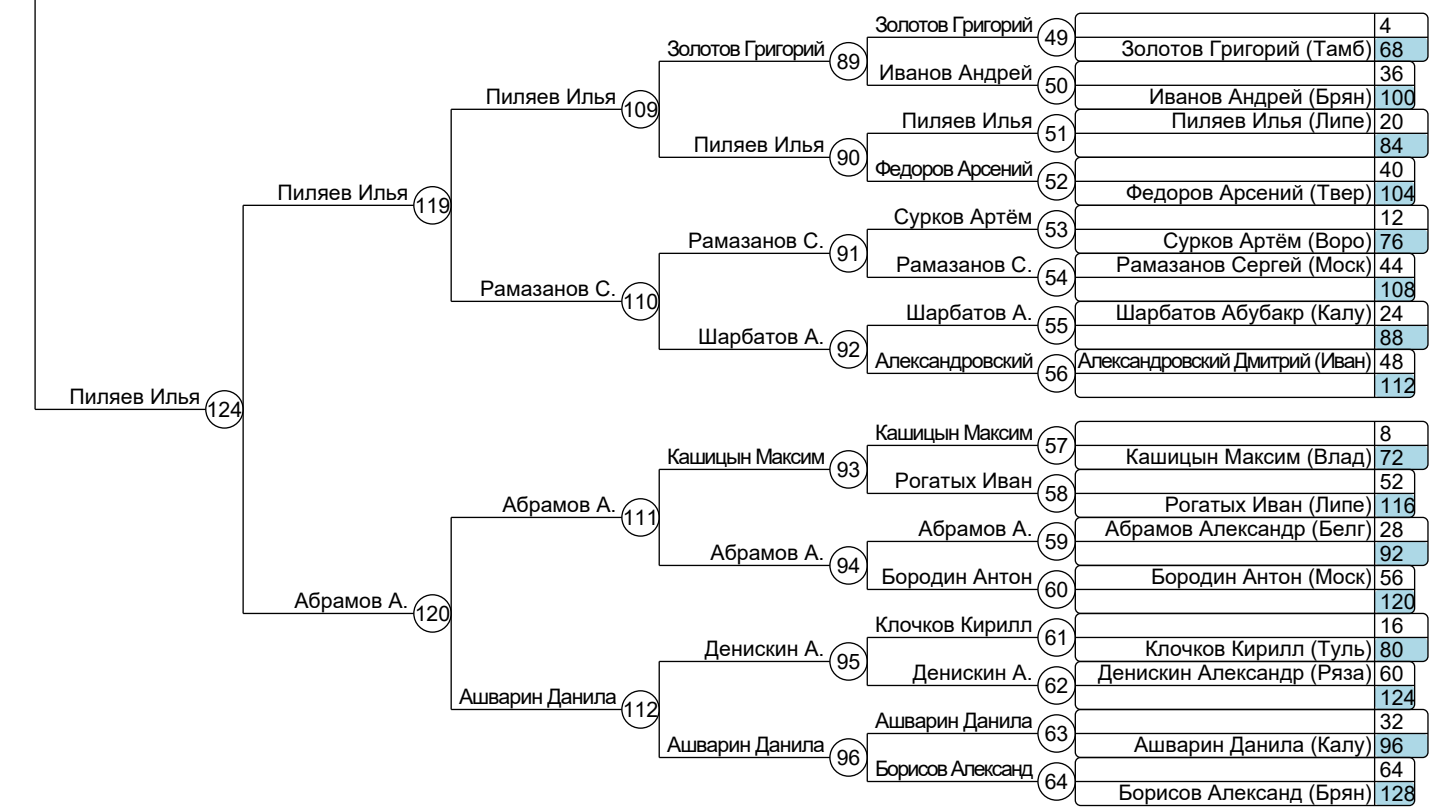 Золотов Григорий 49 4
Золотов Григорий 89 Золотов Григорий (Тамб) 68
Иванов Андрей 50 36
Пиляев Илья 109 Иванов Андрей (Брян) 100
Пиляев Илья 51 Пиляев Илья (Липе) 20
Пиляев Илья 90 84
Федоров Арсений 52 40
Пиляев Илья 119 Федоров Арсений (Твер) 104
Сурков Артём 53 12
Рамазанов С. 91 Сурков Артём (Воро) 76
Рамазанов С. 54 Рамазанов Сергей (Моск) 44
Рамазанов С. 110 108
Шарбатов А. 55 Шарбатов Абубакр (Калу) 24
Шарбатов А. 92 88
Александровский 56 Александровский Дмитрий (Иван) 48
112
Пиляев Илья 124
Кашицын Максим 57 8
Кашицын Максим 93 Кашицын Максим (Влад) 72
Рогатых Иван 58 52
Абрамов А. 111 Рогатых Иван (Липе) 116
Абрамов А. 59 Абрамов Александр (Белг) 28
Абрамов А. 94 92
Бородин Антон 60 Бородин Антон (Моск) 56
Абрамов А. 120 120
Клочков Кирилл 61 16
Денискин А. 95 Клочков Кирилл (Туль) 80
Денискин А. 62 Денискин Александр (Ряза) 60
Ашварин Данила 112 124
Ашварин Данила 63 32
Ашварин Данила 96 Ашварин Данила (Калу) 96
Борисов Александ 64 64
Борисов Александ (Брян) 128